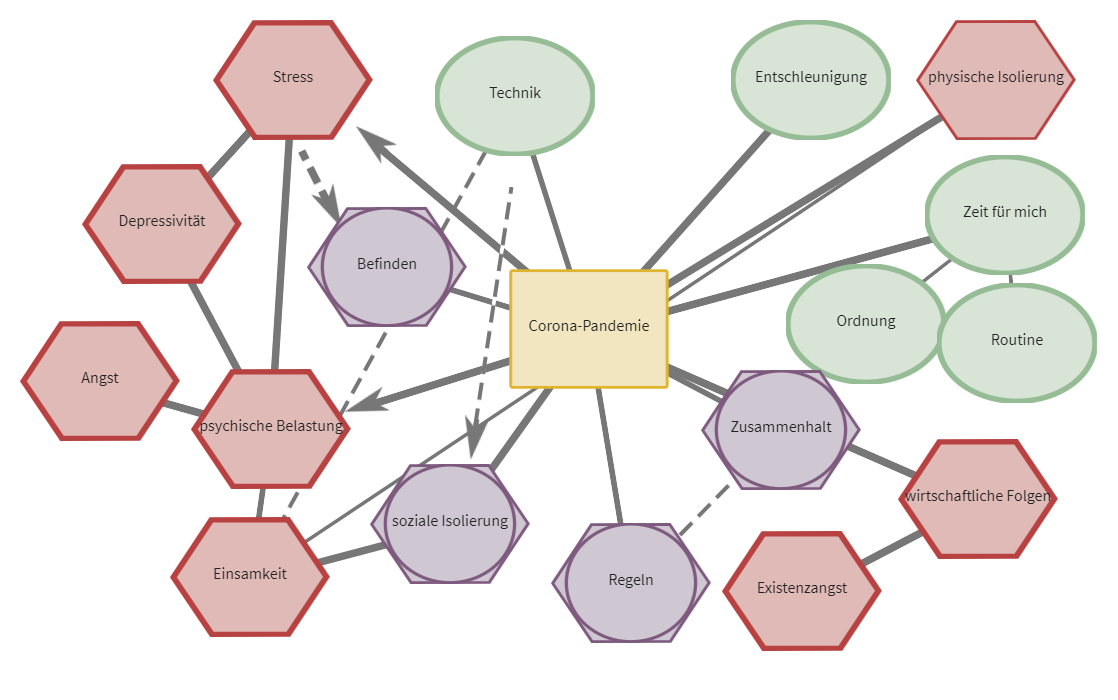 Stress
Technik
Entschleunigung
physische Isolierung
Depressivität
Befinden
Zeit für mich
Corona-Pandemie
Ordnung
Routine
Angst
psychische Belastung
Zusammenhalt
soziale Isolierung
wirtschaftliche Folgen
Einsamkeit
Regeln
Existenzangst